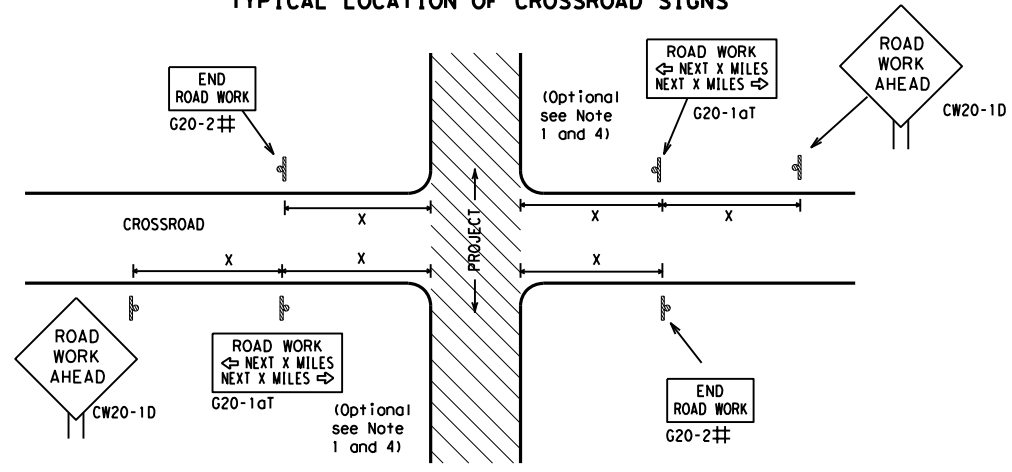 TYPICAL LOCATION OF CROSSROAD SIGNS
END
ROAD WORK
G20-2#
(Optional
see Note
1 and 4)
ROAD WORK
⇦ NEXT X MILES
NEXT X MILES ⇨
G20-1aT
ROAD
WORK
AHEAD
CW20-1D
CROSSROAD
X
X
X
PROJECT
X
X
X
ROAD
WORK
AHEAD
CW20-1D
ROAD WORK
⇦ NEXT X MILES
NEXT X MILES ⇨
G20-1aT
(Optional
see Note
1 and 4)
END
ROAD WORK
G20-2#